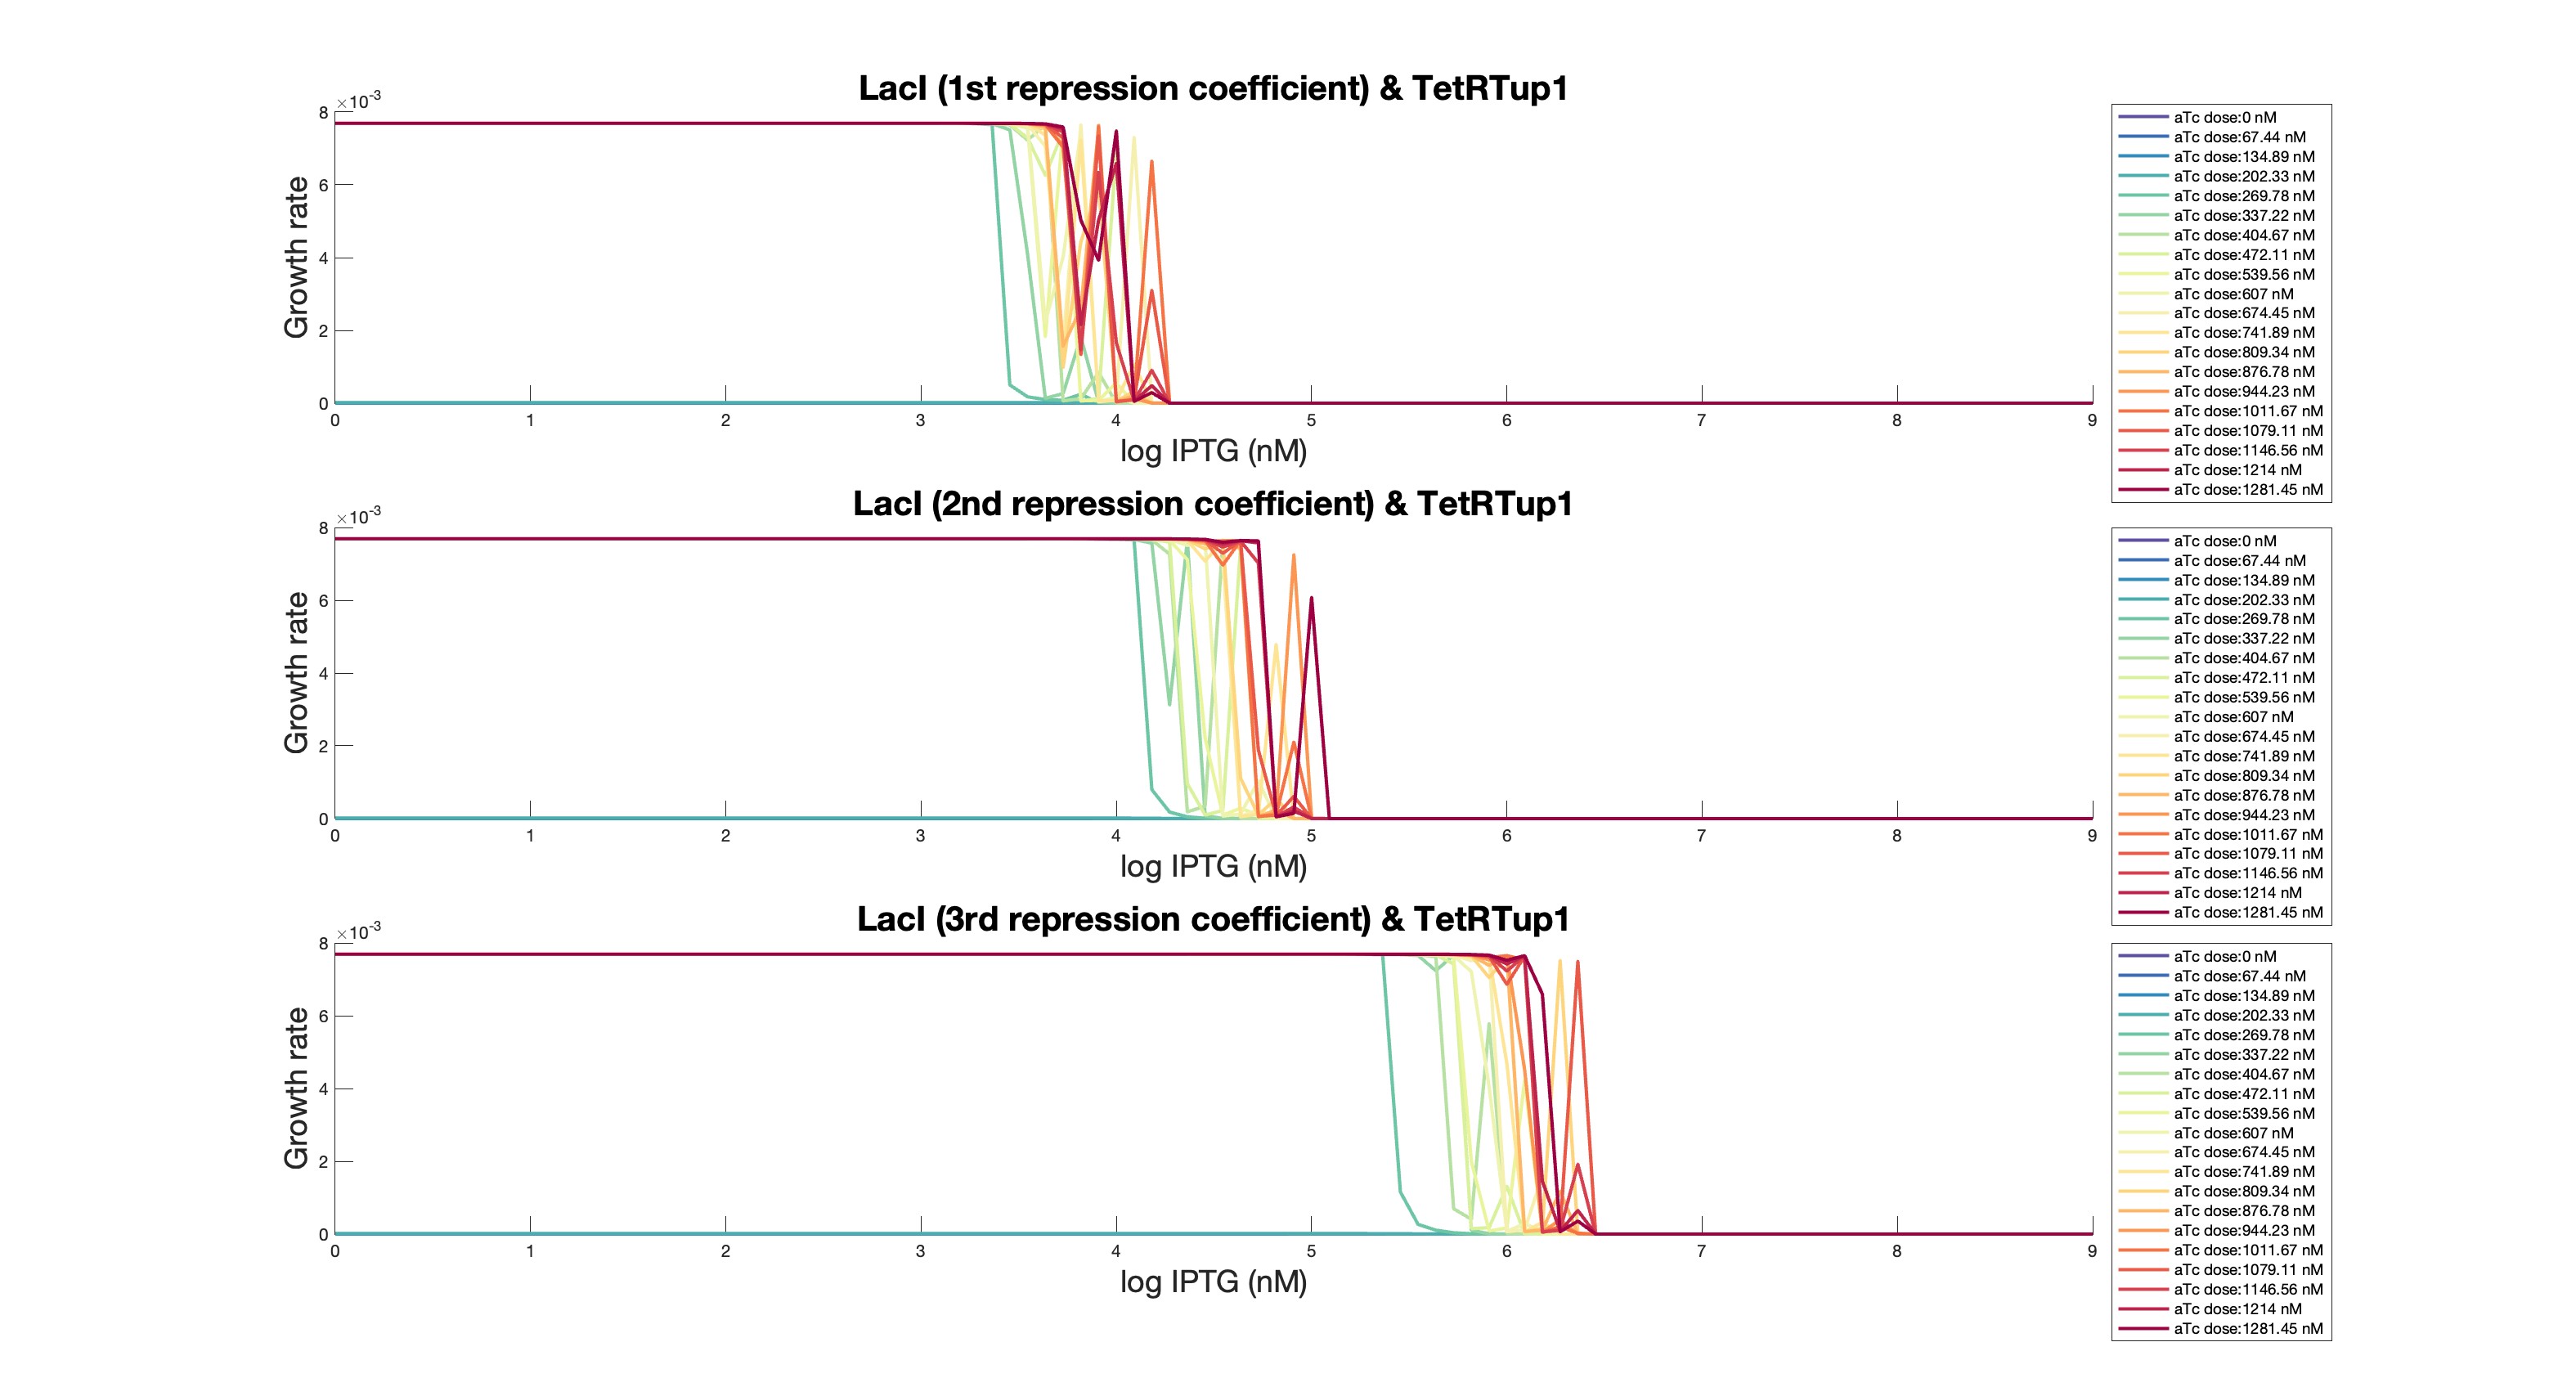 LacI (1st repression coefficient) & TetRTup1
×10-3
8
6
4
2
0
Growth rate
0 1 2 3 4 5 6 7 8 9
log IPTG (nM)
aTc dose:0 nM
aTc dose:67.44 nM
aTc dose:134.89 nM
aTc dose:202.33 nM
aTc dose:269.78 nM
aTc dose:337.22 nM
aTc dose:404.67 nM
aTc dose:472.11 nM
aTc dose:539.56 nM
aTc dose:607 nM
aTc dose:674.45 nM
aTc dose:741.89 nM
aTc dose:809.34 nM
aTc dose:876.78 nM
aTc dose:944.23 nM
aTc dose:1011.67 nM
aTc dose:1079.11 nM
aTc dose:1146.56 nM
aTc dose:1214 nM
aTc dose:1281.45 nM
LacI (2nd repression coefficient) & TetRTup1
×10-3
8
6
4
2
0
Growth rate
0 1 2 3 4 5 6 7 8 9
log IPTG (nM)
aTc dose:0 nM
aTc dose:67.44 nM
aTc dose:134.89 nM
aTc dose:202.33 nM
aTc dose:269.78 nM
aTc dose:337.22 nM
aTc dose:404.67 nM
aTc dose:472.11 nM
aTc dose:539.56 nM
aTc dose:607 nM
aTc dose:674.45 nM
aTc dose:741.89 nM
aTc dose:809.34 nM
aTc dose:876.78 nM
aTc dose:944.23 nM
aTc dose:1011.67 nM
aTc dose:1079.11 nM
aTc dose:1146.56 nM
aTc dose:1214 nM
aTc dose:1281.45 nM
LacI (3rd repression coefficient) & TetRTup1
×10-3
8
6
4
2
0
Growth rate
0 1 2 3 4 5 6 7 8 9
log IPTG (nM)
aTc dose:0 nM
aTc dose:67.44 nM
aTc dose:134.89 nM
aTc dose:202.33 nM
aTc dose:269.78 nM
aTc dose:337.22 nM
aTc dose:404.67 nM
aTc dose:472.11 nM
aTc dose:539.56 nM
aTc dose:607 nM
aTc dose:674.45 nM
aTc dose:741.89 nM
aTc dose:809.34 nM
aTc dose:876.78 nM
aTc dose:944.23 nM
aTc dose:1011.67 nM
aTc dose:1079.11 nM
aTc dose:1146.56 nM
aTc dose:1214 nM
aTc dose:1281.45 nM